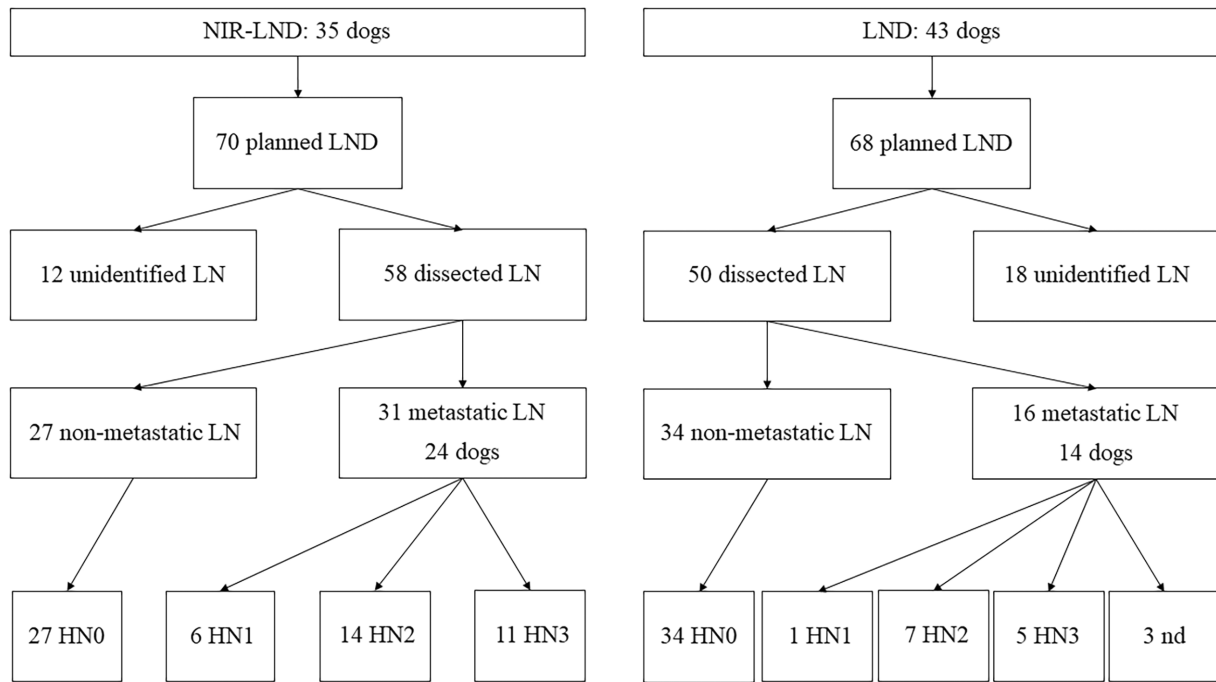 NIR-LND: 35 dogs
70 planned LND
12 unidentified LN
58 dissected LN
27 non-metastatic LN
31 metastatic LN
24 dogs
27 HN0
6 HN1
14 HN2
11 HN3
LND: 43 dogs
68 planned LND
50 dissected LN
18 unidentified LN
34 non-metastatic LN
16 metastatic LN
14 dogs
34 HN0
1 HN1
7 HN2
5 HN3
3 nd